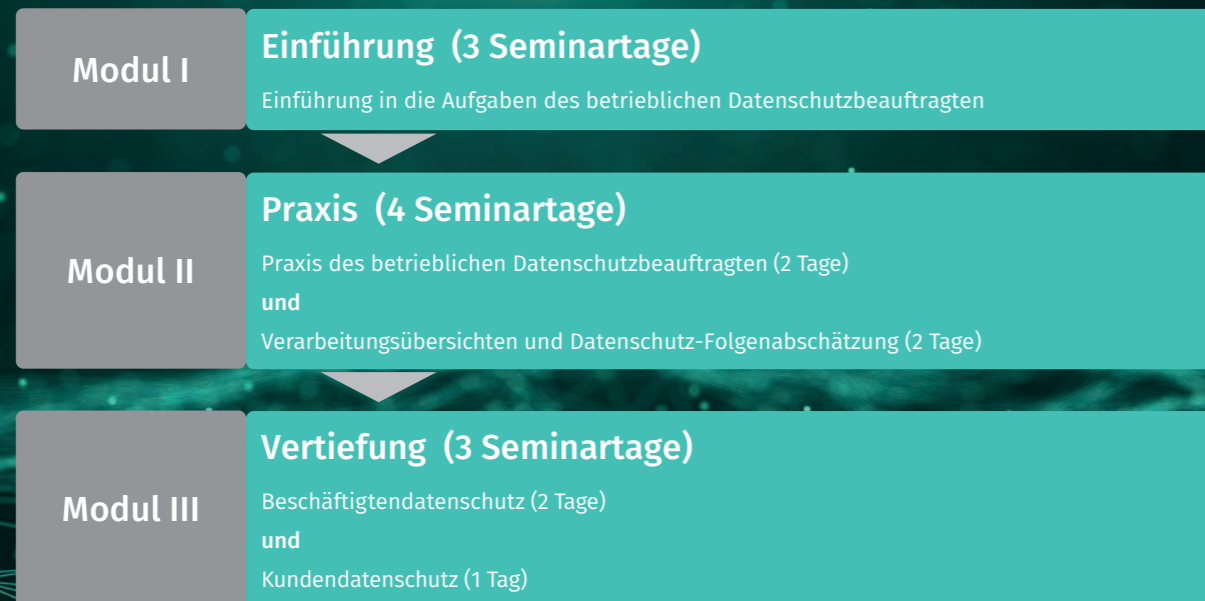 Modul I
Einführung (3 Seminartage)
Einführung in die Aufgaben des betrieblichen Datenschutzbeauftragten
Modul II
Praxis (4 Seminartage)
Praxis des betrieblichen Datenschutzbeauftragten (2 Tage)
und
Verarbeitungsübersichten und Datenschutz-Folgenabschätzung (2 Tage)
Modul III
Vertiefung (3 Seminartage)
Beschäftigtendatenschutz (2 Tage)
und
Kundendatenschutz (1 Tag)